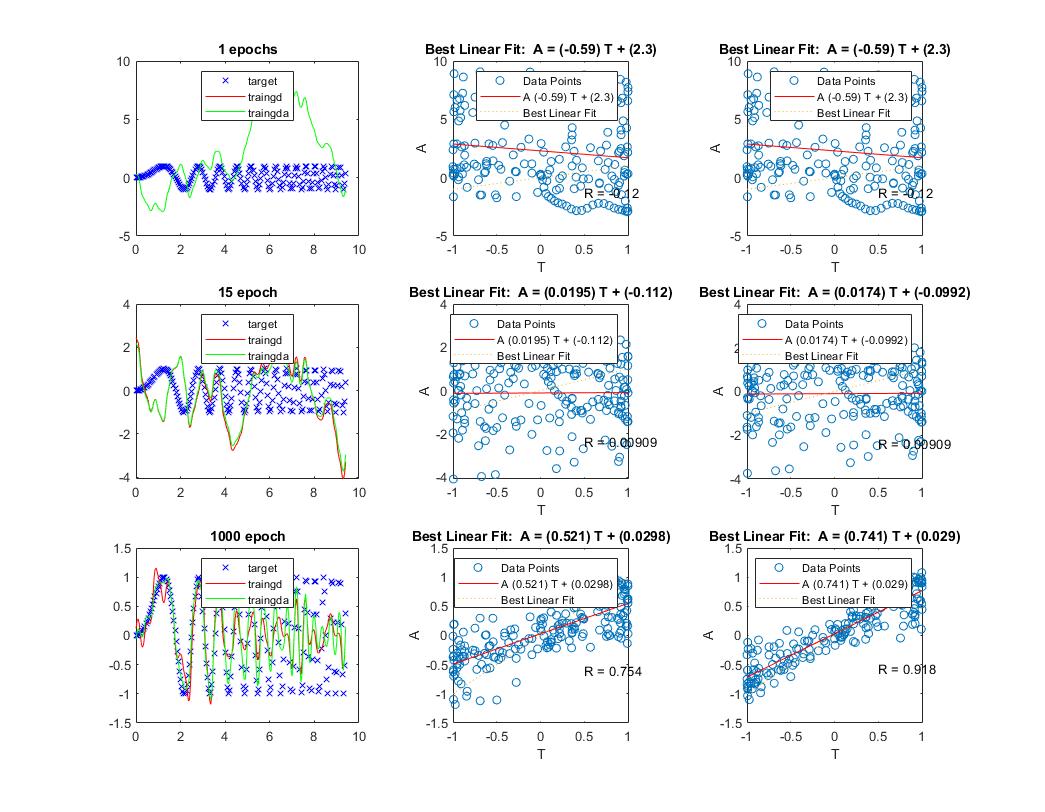 1 epochs
Best Linear Fit: A = (-0.59) T + (2.3)
Best Linear Fit: A = (-0.59) T + (2.3)
10
5
0
-5
0
2
4
6
8
10
target
traingd
traingda
10
5
0
-5
-1
-0.5
0
0.5
1
A
T
Data Points
A (-0.59) T + (2.3)
Best Linear Fit
R = -0.12
10
5
0
-5
-1
-0.5
0
0.5
1
A
T
Data Points
A (-0.59) T + (2.3)
Best Linear Fit
R = -0.12
15 epoch
Best Linear Fit: A = (0.0195) T + (-0.112)
Best Linear Fit: A = (0.0174) T + (-0.0992)
4
2
0
-2
-4
0
2
4
6
8
10
target
traingd
traingda
4
2
0
-2
-4
-1
-0.5
0
0.5
1
A
T
Data Points
A (0.0195) T + (-0.112)
Best Linear Fit
R = 0.00909
4
2
0
-2
-4
-1
-0.5
0
0.5
1
A
T
Data Points
A (0.0174) T + (-0.0992)
Best Linear Fit
R = 0.00909
1000 epoch
Best Linear Fit: A = (0.521) T + (0.0298)
Best Linear Fit: A = (0.741) T + (0.029)
1.5
1
0.5
0
-0.5
-1
-1.5
0
2
4
6
8
10
target
traingd
traingda
1.5
1
0.5
0
-0.5
-1
-1.5
-1
-0.5
0
0.5
1
A
T
Data Points
A (0.521) T + (0.0298)
Best Linear Fit
R = 0.754
1.5
1
0.5
0
-0.5
-1
-1.5
-1
-0.5
0
0.5
1
A
T
Data Points
A (0.741) T + (0.029)
Best Linear Fit
R = 0.918